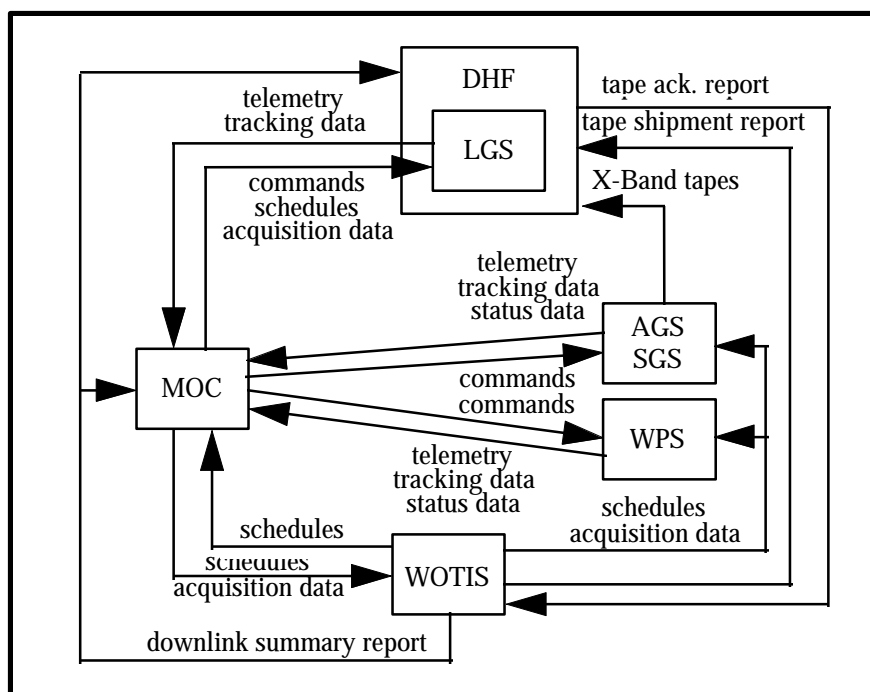 DHF
tape ack. report
telemetry
tracking data
tape shipment report
LGS
commands
schedules
acquisition data
X-Band tapes
telemetry
tracking data
status data
AGS
SGS
MOC
commands
commands
WPS
telemetry
tracking data
status data
schedules
acquisition data
schedules
schedules
acquisition data
WOTIS
downlink summary report